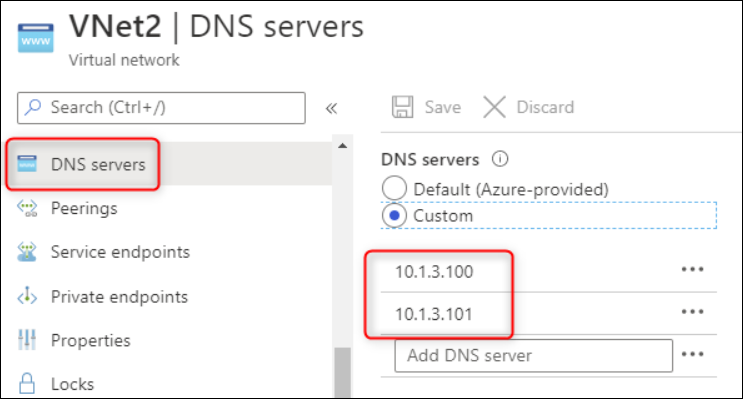 www
VNet2 | DNS servers
Virtual network
Search (Ctrl+/)
«
DNS servers
Peerings
Service endpoints
Private endpoints
Properties
Locks
Save
Discard
DNS servers
Default (Azure-provided)
Custom
10.1.3.100
10.1.3.101
Add DNS server